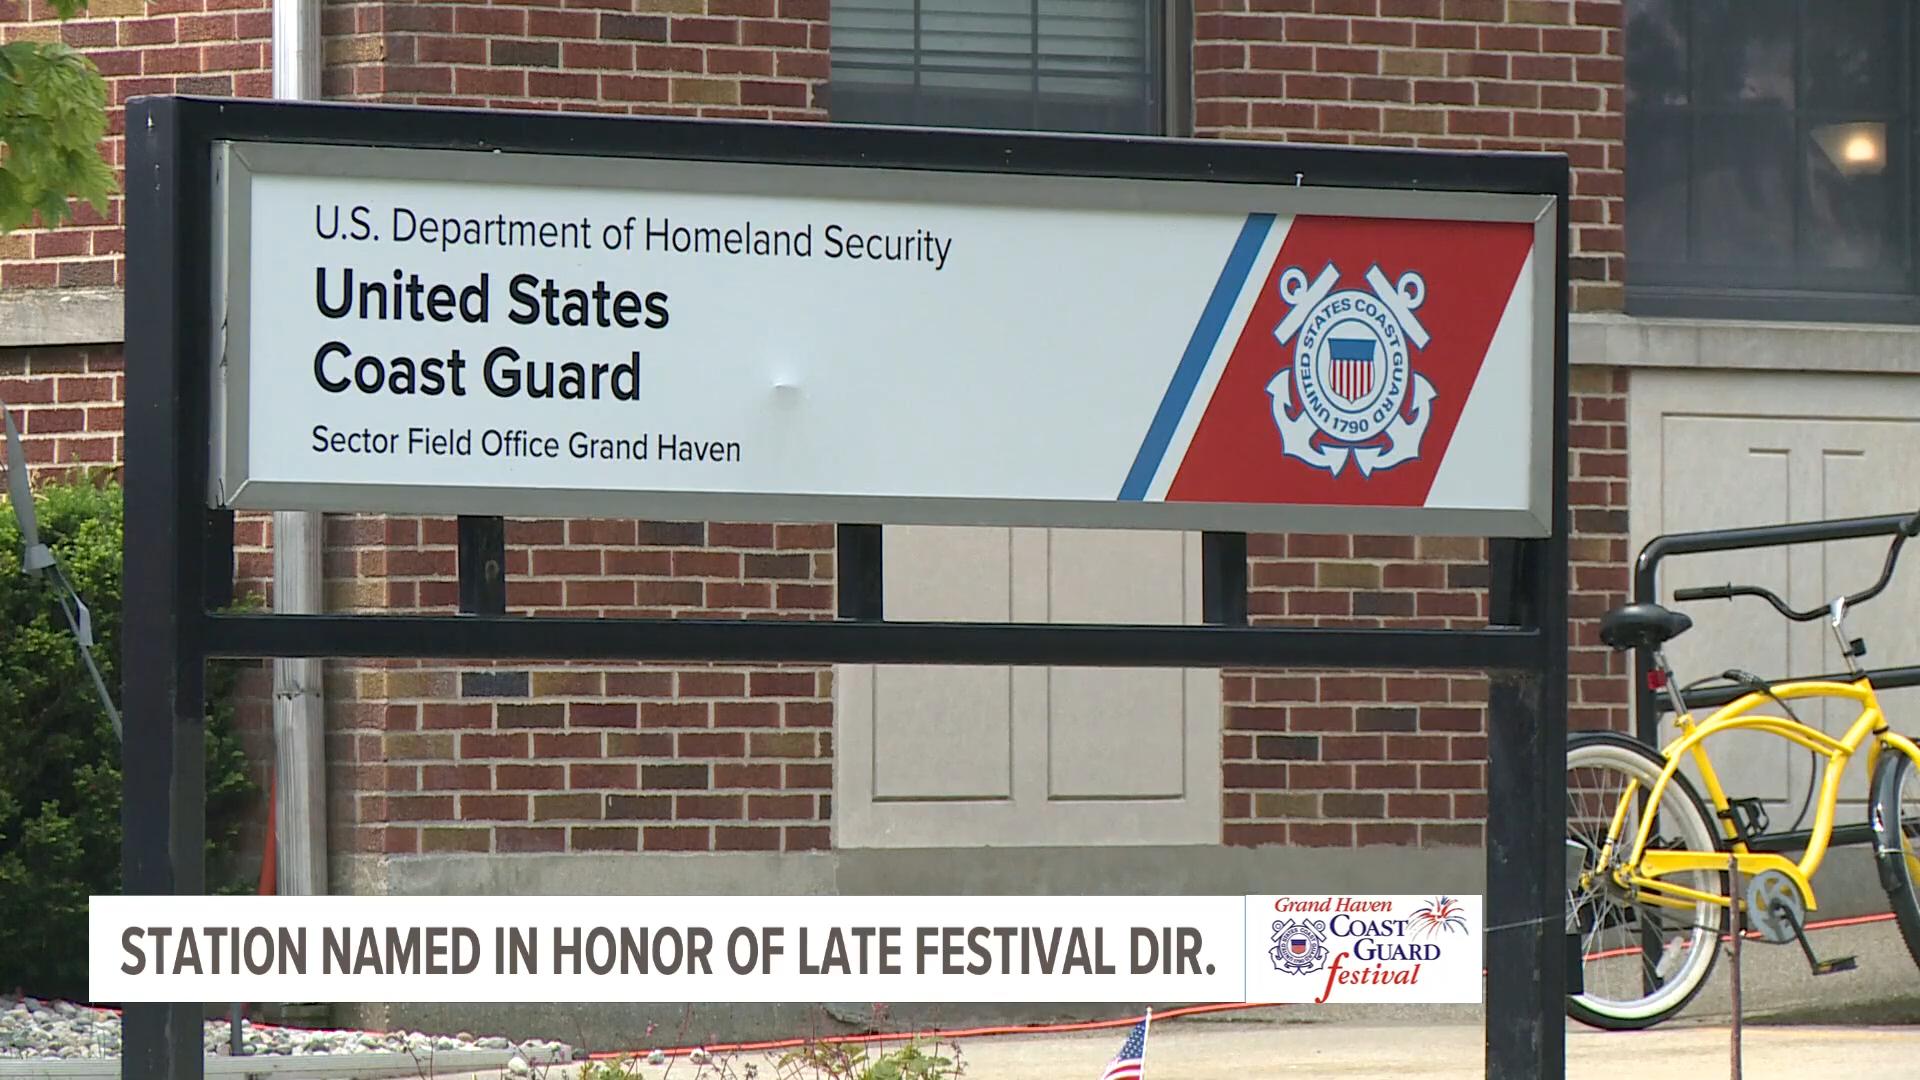 U.S. Department of Homeland Security
United States
Coast Guard
Sector Field Office Grand Haven
UNITED STATES COAST GUARD
1790
STATION NAMED IN HONOR OF LATE FESTIVAL DIR.
Grand Haven
COAST
GUARD
festival